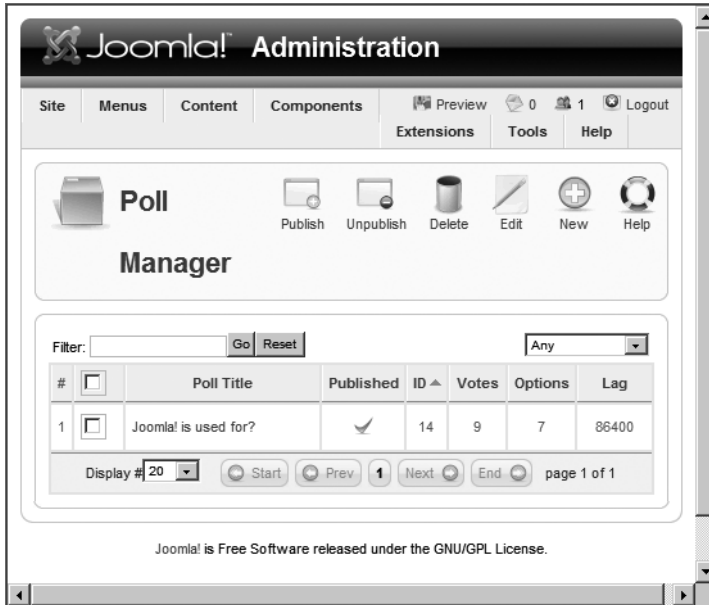 Joomla!™ Administration
Site Menus Content Components Preview 0 1 Logout
Extensions Tools Help
Poll Manager
Publish Unpublish Delete Edit New Help
Filter: Go Reset Any
# Poll Title Published ID Votes Options Lag
1 Joomla! is used for? 14 9 7 86400
Display # 20 Start Prev 1 Next End page 1 of 1
Joomla! is Free Software released under the GNU/GPL License.